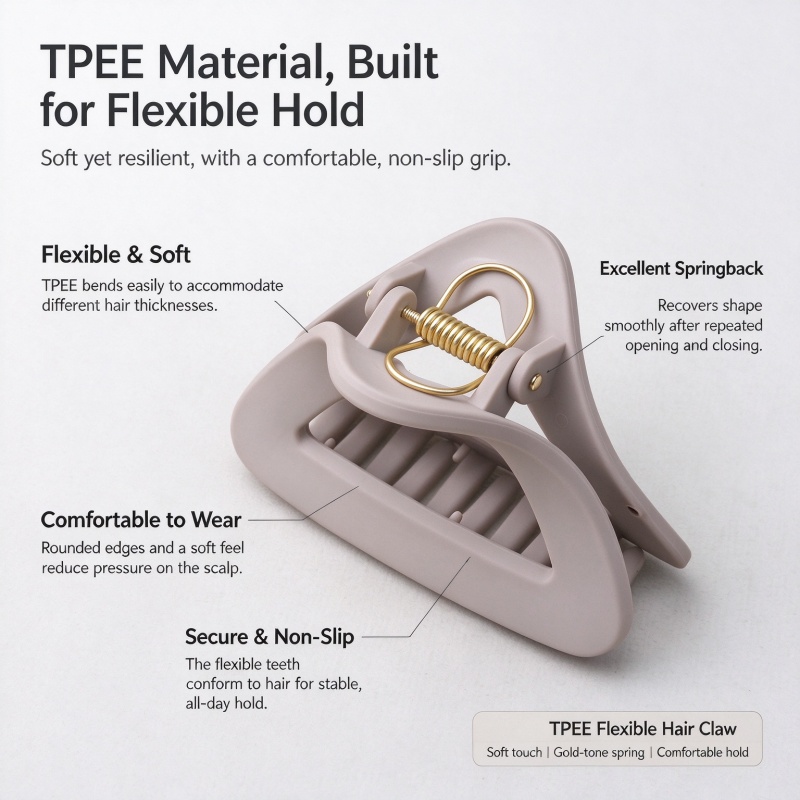 TPEE Material, Built
for Flexible Hold
Soft yet resilient, with a comfortable, non-slip grip.
Flexible & Soft
TPEE bends easily to accommodate
different hair thicknesses.
Excellent Springback
Recovers shape
smoothly after repeated
opening and closing.
Comfortable to Wear
Rounded edges and a soft feel
reduce pressure on the scalp.
Secure & Non-Slip
The flexible teeth
conform to hair for stable,
all-day hold.
TPEE Flexible Hair Claw
Soft touch | Gold-tone spring | Comfortable hold